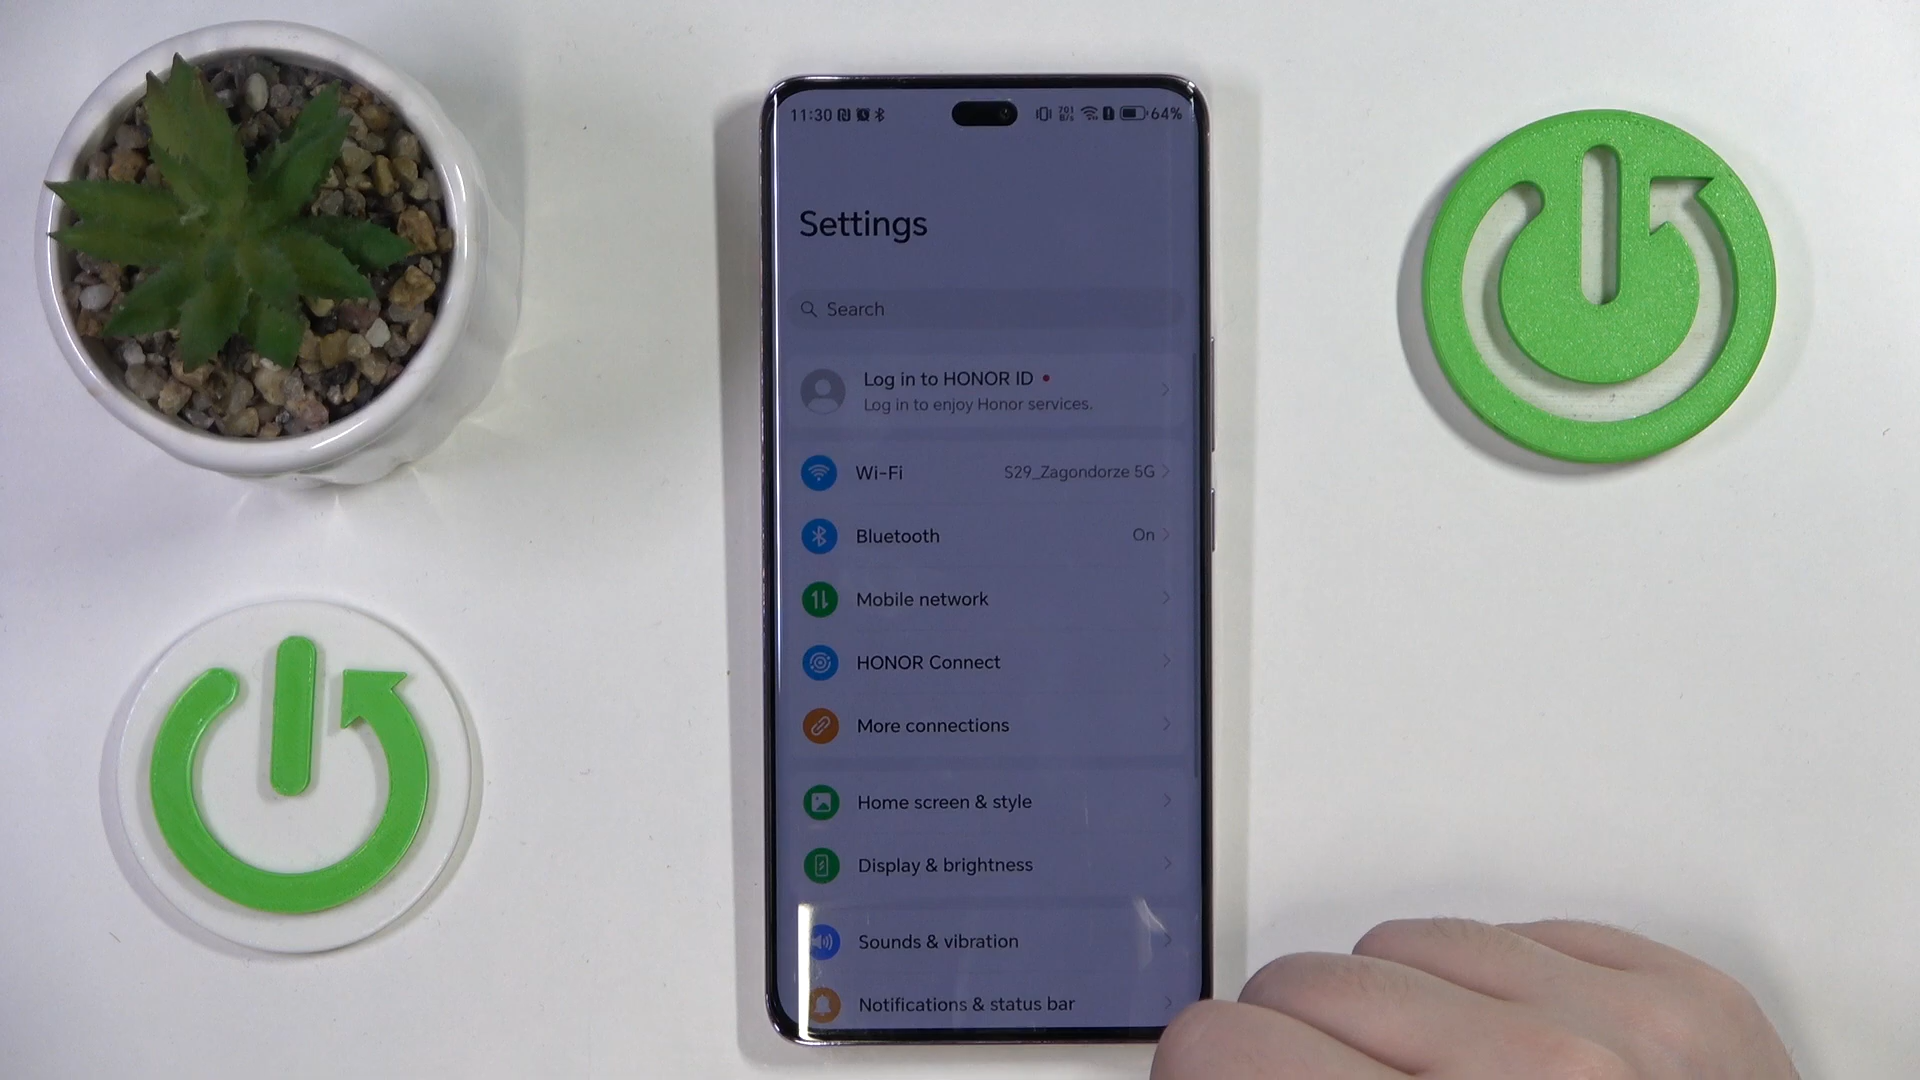 11:30 64%
Settings
Search
Log in to HONOR ID
Log in to enjoy Honor services.
Wi-Fi S29_Zagondorze 5G
Bluetooth On
Mobile network
HONOR Connect
More connections
Home screen & style
Display & brightness
Sounds & vibration
Notifications & status bar